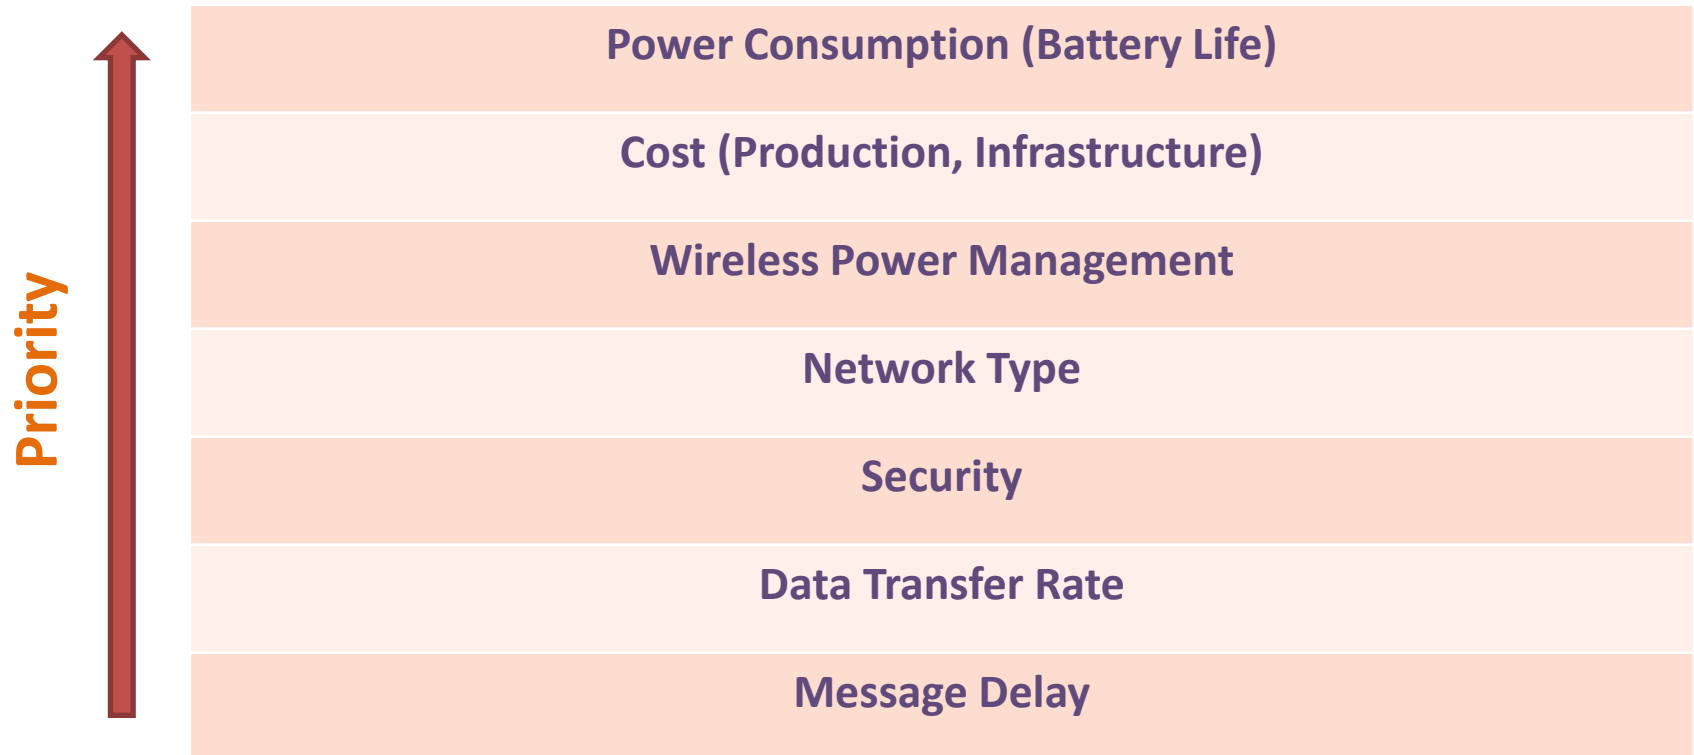 Priority
Power Consumption (Battery Life)
Cost (Production, Infrastructure)
Wireless Power Management
Network Type
Security
Data Transfer Rate
Message Delay